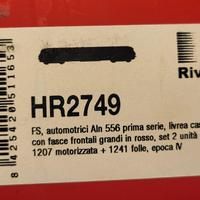 Riv
HR2749
FS, automotrici Aln 556 prima serie, livrea cas
con fasce frontali grandi in rosso, set 2 unità
1207 motorizzata + 1241 folle, epoca IV
8425420511653